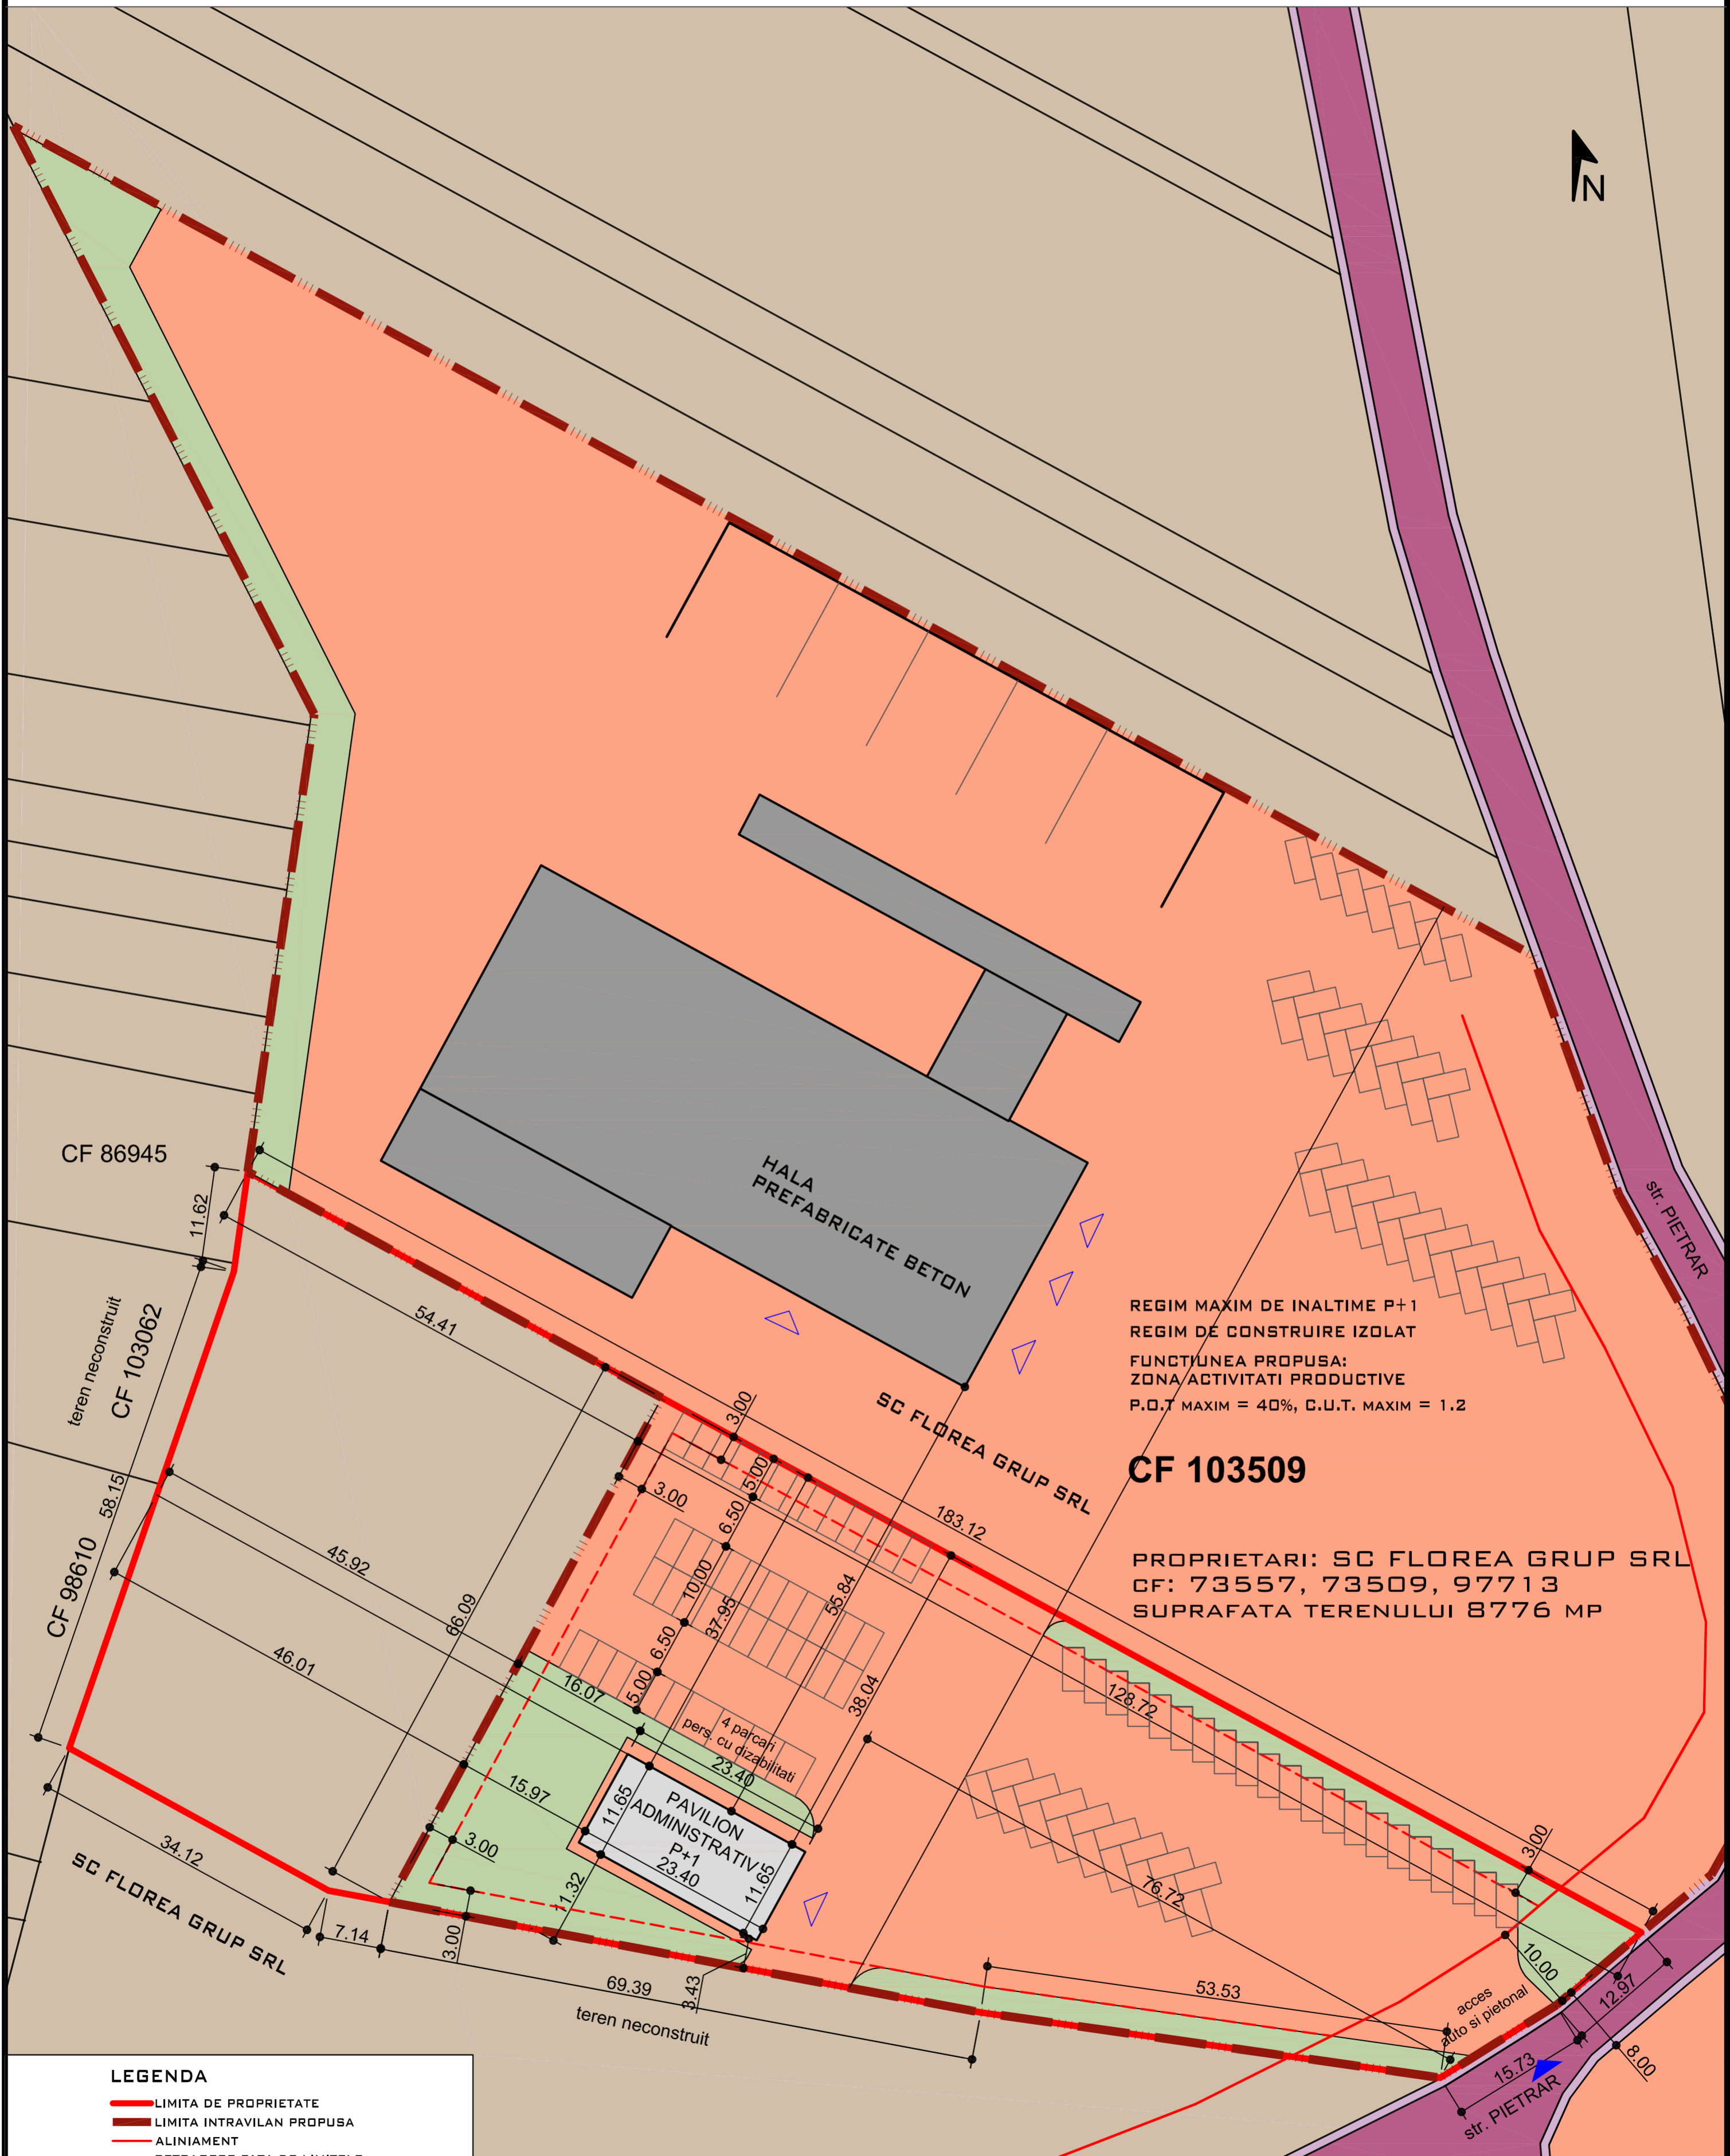 N
CF 86945
11.62
teren neconstruit
CF 103062
58.15
CF 98610
54.41
45.92
66.09
46.01
34.12
SC FLOREA GRUP SRL
7.14
69.39
teren neconstruit
HALA
PREFABRICATE BETON
str. PIETRAR
REGIM MAXIM DE INALTIME P+1
REGIM DE CONSTRUIRE IZOLAT
FUNCTIUNEA PROPUSA:
ZONA ACTIVITATI PRODUCTIVE
P.O.T MAXIM = 40%, C.U.T. MAXIM = 1.2
SC FLOREA GRUP SRL
CF 103509
183.12
PROPRIETARI: SC FLOREA GRUP SRL
CF: 73557, 73509, 97713
SUPRAFATA TERENULUI 8776 MP
3.00
5.00
6.50
3.00
10.00
37.95
55.84
6.50
5.00
38.04
16.07
4 parcari
pers. cu dizabilitati
23.40
128.72
15.97
11.65
PAVILION
ADMINISTRATIV
P+1
23.40
11.65
3.00
11.32
3.00
3.43
76.72
3.00
53.53
10.00
12.97
acces
auto si pietonal
15.73
8.00
str. PIETRAR
LEGENDA
LIMITA DE PROPRIETATE
LIMITA INTRAVILAN PROPUSA
ALINIAMENT